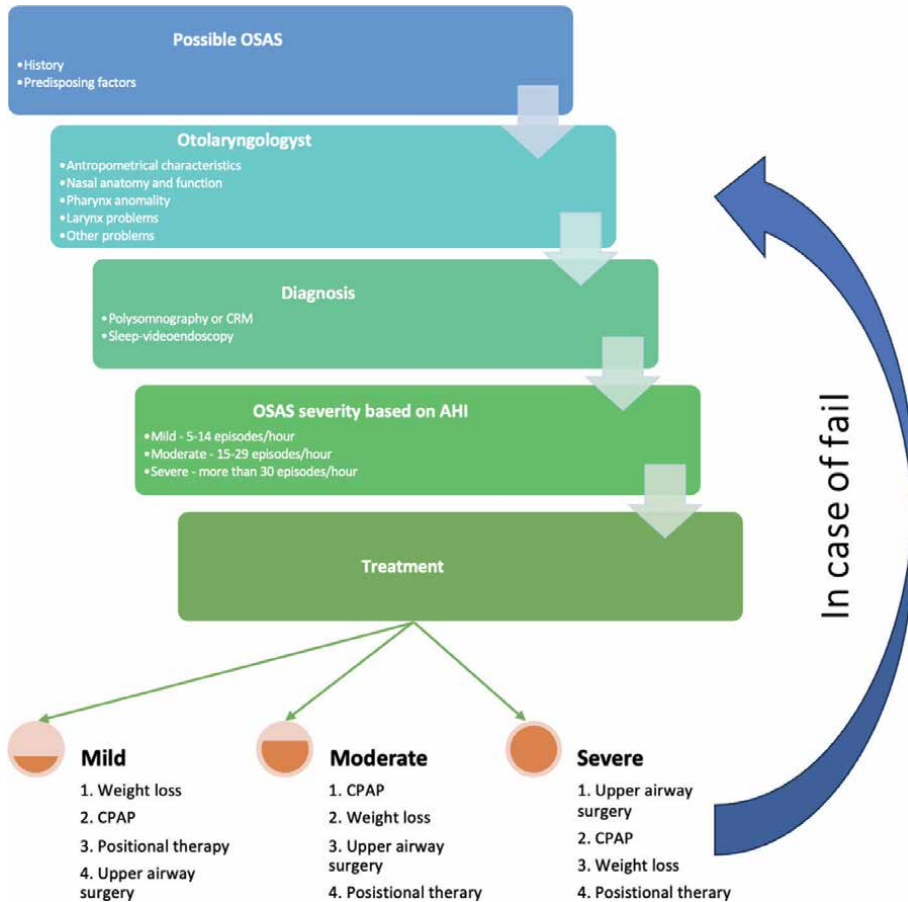 Possible OSAS
•History
•Predisposing factors
Otolaryngologyst
•Antropometrical characteristics
•Nasal anatomy and function
•Pharynx anomality
•Larynx problems
•Other problems
Diagnosis
•Polysomnography or CRM
•Sleep-videoendoscopy
OSAS severity based on AHI
•Mild - 5-14 episodes/hour
•Moderate - 15-29 episodes/hour
•Severe - more than 30 episodes/hour
Treatment
In case of fail
Mild
1. Weight loss
2. CPAP
3. Positional therapy
4. Upper airway
surgery
Moderate
1. CPAP
2. Weight loss
3. Upper airway
surgery
4. Posistional therary
Severe
1. Upper airway
surgery
2. CPAP
3. Weight loss
4. Posistional therapy